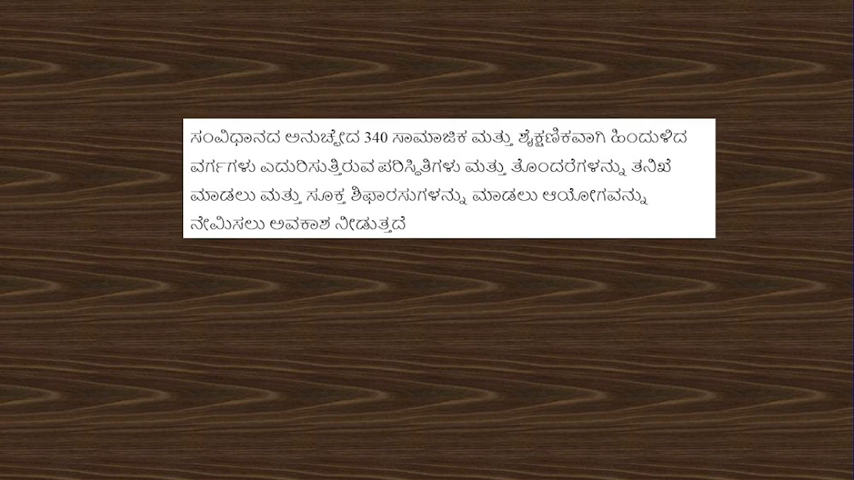 ಸಂವಿಧಾನದ ಅನುಚ್ಛೇದ 340 ಸಾಮಾಜಿಕ ಮತ್ತು ಶೈಕ್ಷಣಿಕವಾಗಿ ಹಿಂದುಳಿದ
ವರ್ಗಗಳು ಎದುರಿಸುತ್ತಿರುವ ಪರಿಸ್ಥಿತಿಗಳು ಮತ್ತು ತೊಂದರೆಗಳನ್ನು ತನಿಖೆ
ಮಾಡಲು ಮತ್ತು ಸೂಕ್ತ ಶಿಫಾರಸುಗಳನ್ನು ಮಾಡಲು ಆಯೋಗವನ್ನು
ನೇಮಿಸಲು ಅವಕಾಶ ನೀಡುತ್ತದೆ